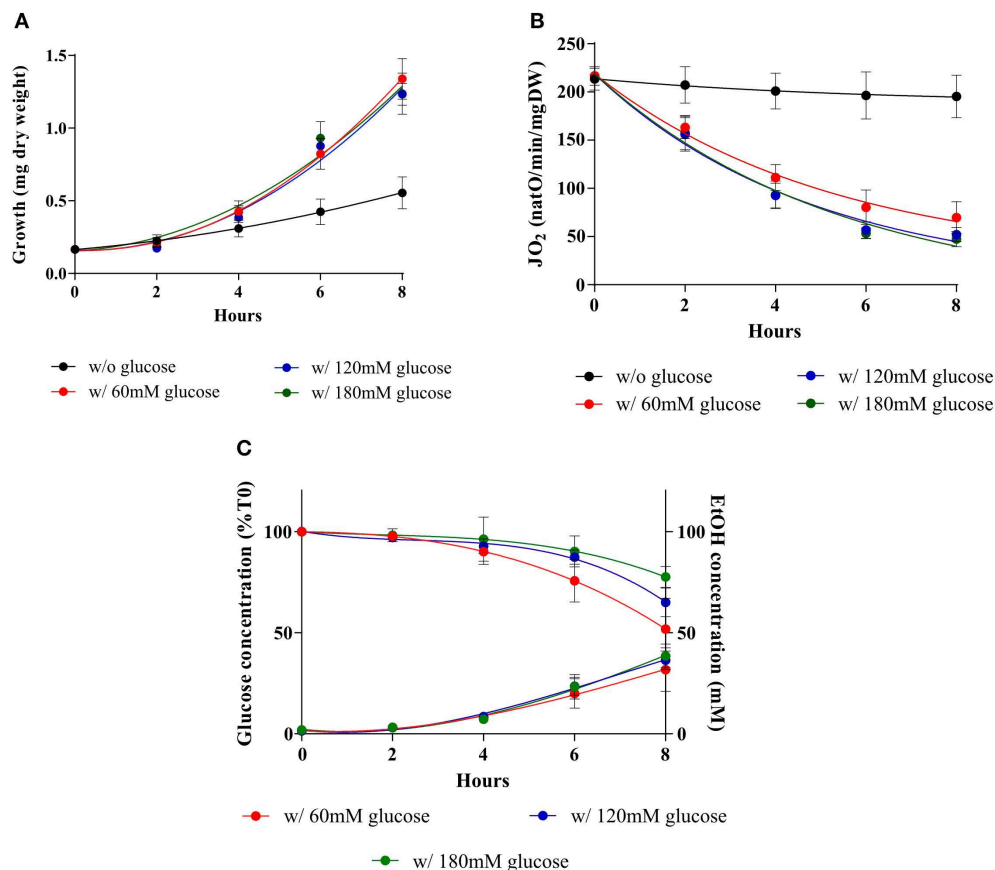 A
Growth (mg dry weight)
1.5
1.0
0.5
0.0
0 2 4 6 8
Hours
w/o glucose
w/ 120mM glucose
w/ 60mM glucose
w/ 180mM glucose
B
JO₂ (natO/min/mgDW)
250
200
150
100
50
0
0 2 4 6 8
Hours
w/o glucose
w/ 120mM glucose
w/ 60mM glucose
w/ 180mM glucose
C
Glucose concentration (%T0)
100
50
0
EtOH concentration (mM)
100
50
0
0 2 4 6 8
Hours
w/ 60mM glucose
w/ 120mM glucose
w/ 180mM glucose